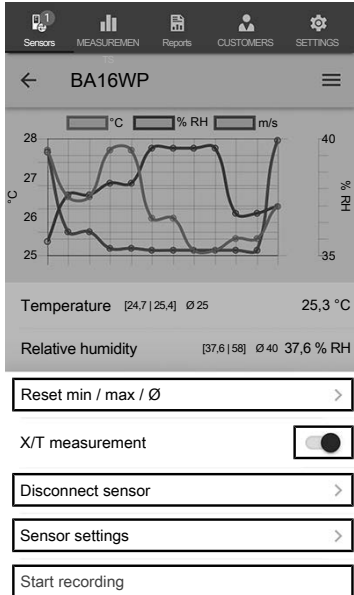 1
Sensors MEASUREMEN Reports CUSTOMERS SETTINGS
TS
BA16WP
°C % RH m/s
28 40
27
°C % RH
26
25 35
Temperature [24,7 | 25,4] Ø 25 25,3 °C
Relative humidity [37,6 | 58] Ø 40 37,6 % RH
Reset min / max / Ø
X/T measurement
Disconnect sensor
Sensor settings
Start recording